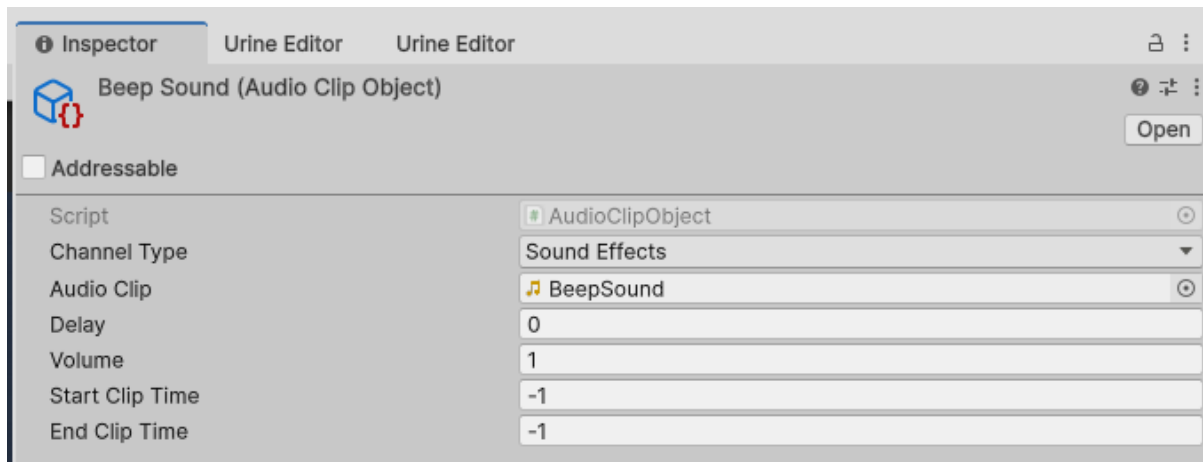 Inspector Urine Editor Urine Editor
Beep Sound (Audio Clip Object)
Open
Addressable
Script AudioClipObject
Channel Type Sound Effects
Audio Clip BeepSound
Delay 0
Volume 1
Start Clip Time -1
End Clip Time -1